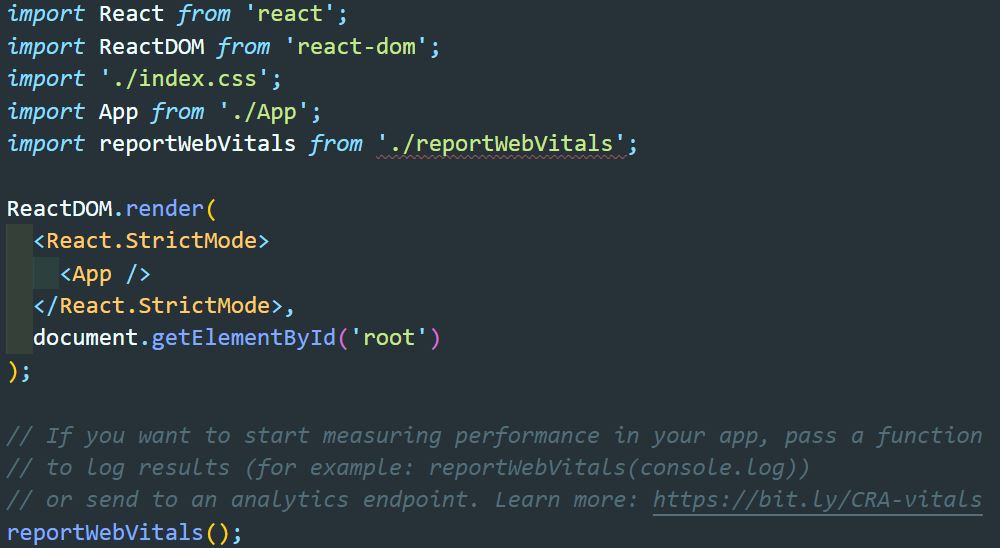 import React from 'react';
import ReactDOM from 'react-dom';
import './index.css';
import App from './App';
import reportWebVitals from './reportWebVitals';
ReactDOM.render(
<React.StrictMode>
<App />
</React.StrictMode>,
document.getElementById('root')
);
// If you want to start measuring performance in your app, pass a function
// to log results (for example: reportWebVitals(console.log))
// or send to an analytics endpoint. Learn more: https://bit.ly/CRA-vitals
reportWebVitals();